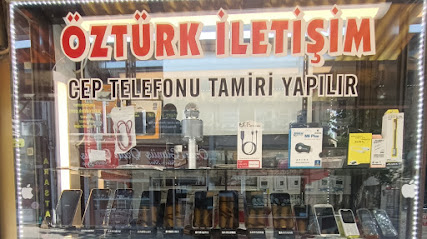 ÖZTÜRK İLETİŞİM
CEP TELEFONU TAMİRİ YAPILIR